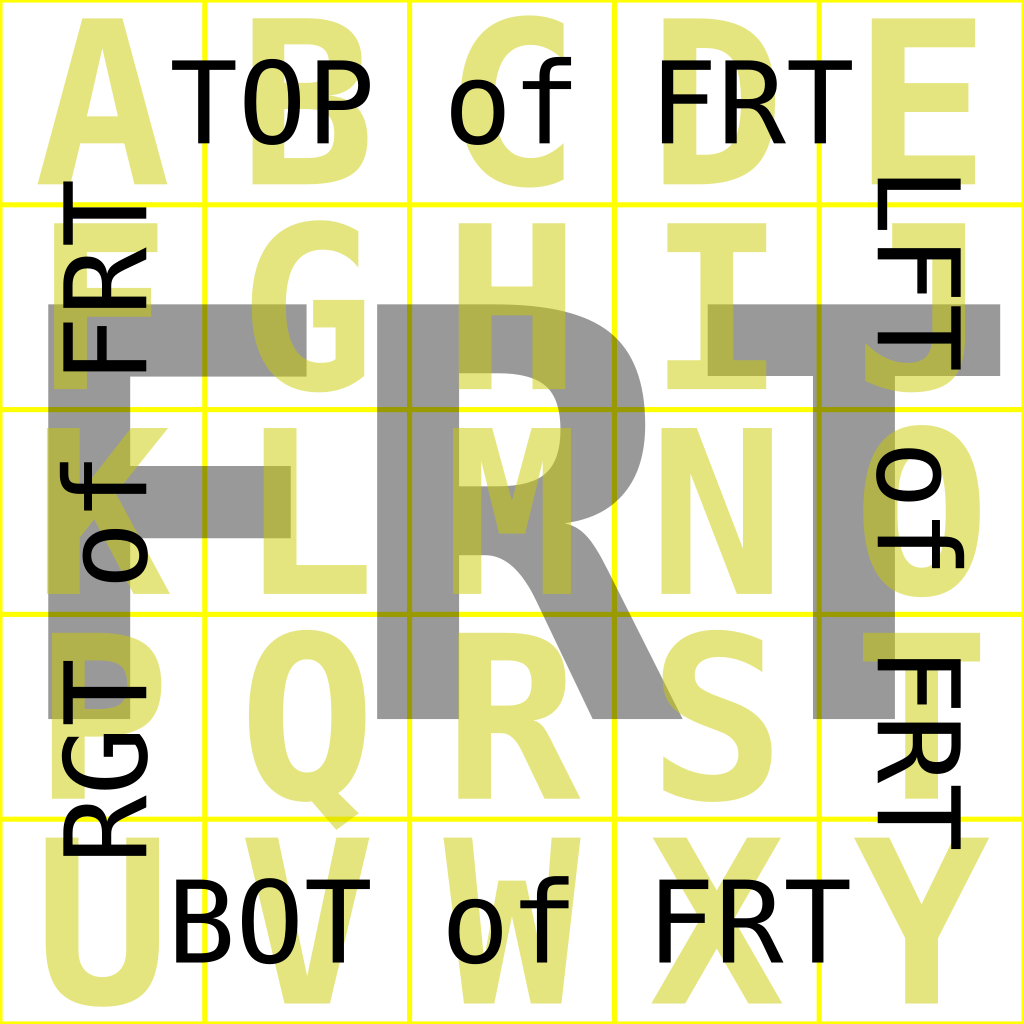 A B C D E
TOP of FRT
F G H I J
K L M N O
P Q R S T
U V W X Y
FRT
RGT of FRT
LFT of FRT
BOT of FRT